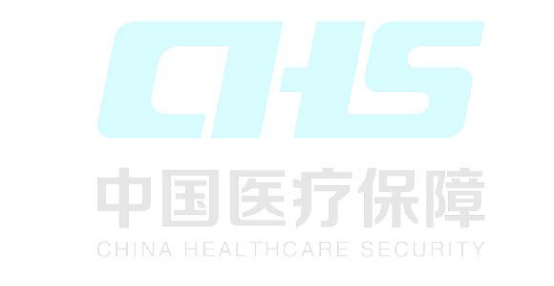 CHS
中国医疗保障
CHINA HEALTHCARE SECURITY